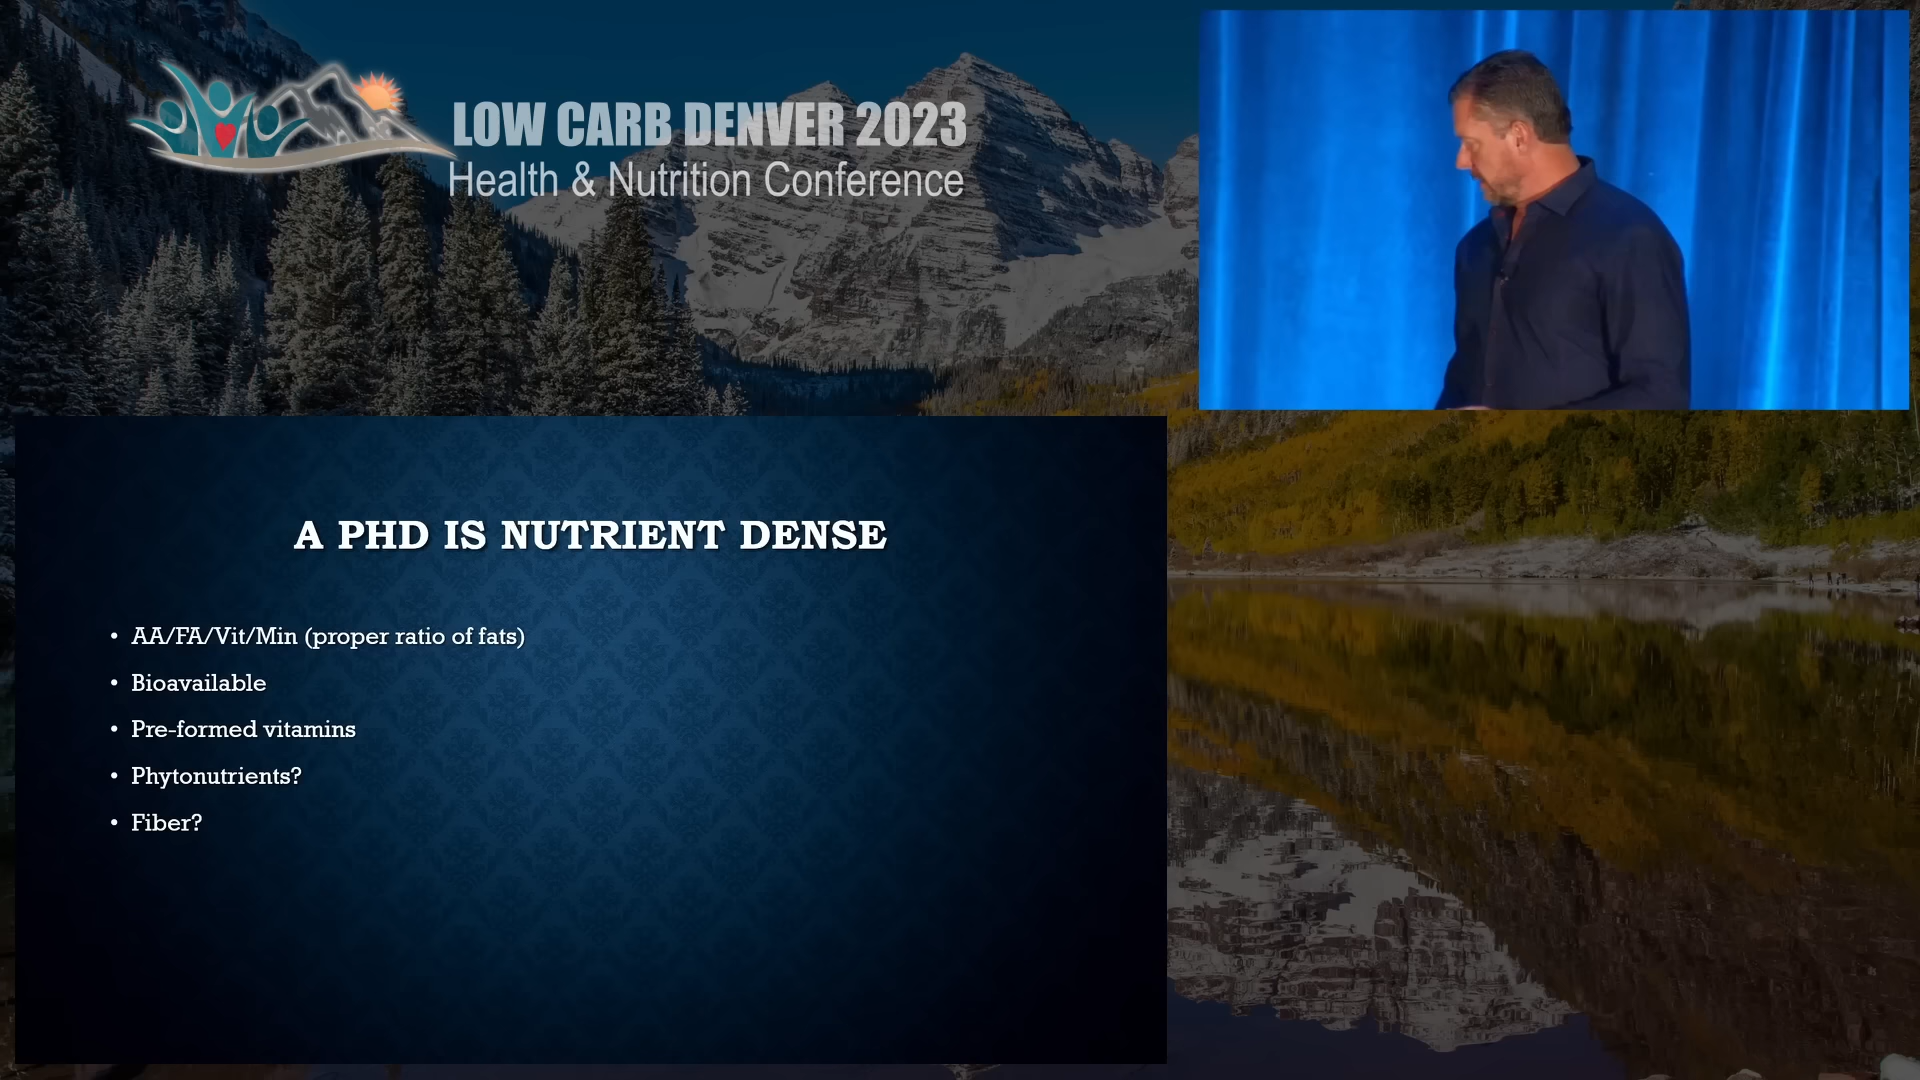 LOW CARB DENVER 2023
Health & Nutrition Conference
A PHD IS NUTRIENT DENSE
• AA/FA/Vit/Min (proper ratio of fats)
• Bioavailable
• Pre-formed vitamins
• Phytonutrients?
• Fiber?